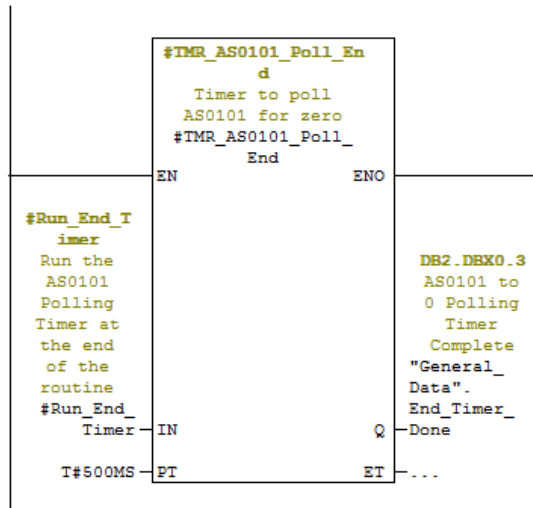 #TMR_AS0101_Poll_En
d
Timer to poll
AS0101 for zero
#TMR_AS0101_Poll_
End
EN ENO
#Run_End_T
imer
Run the
AS0101
Polling
Timer at
the end
of the
routine
#Run_End_
Timer IN
T#500MS PT
DB2.DBX0.3
AS0101 to
0 Polling
Timer
Complete
"General_
Data".
End_Timer_
Q Done
ET ...